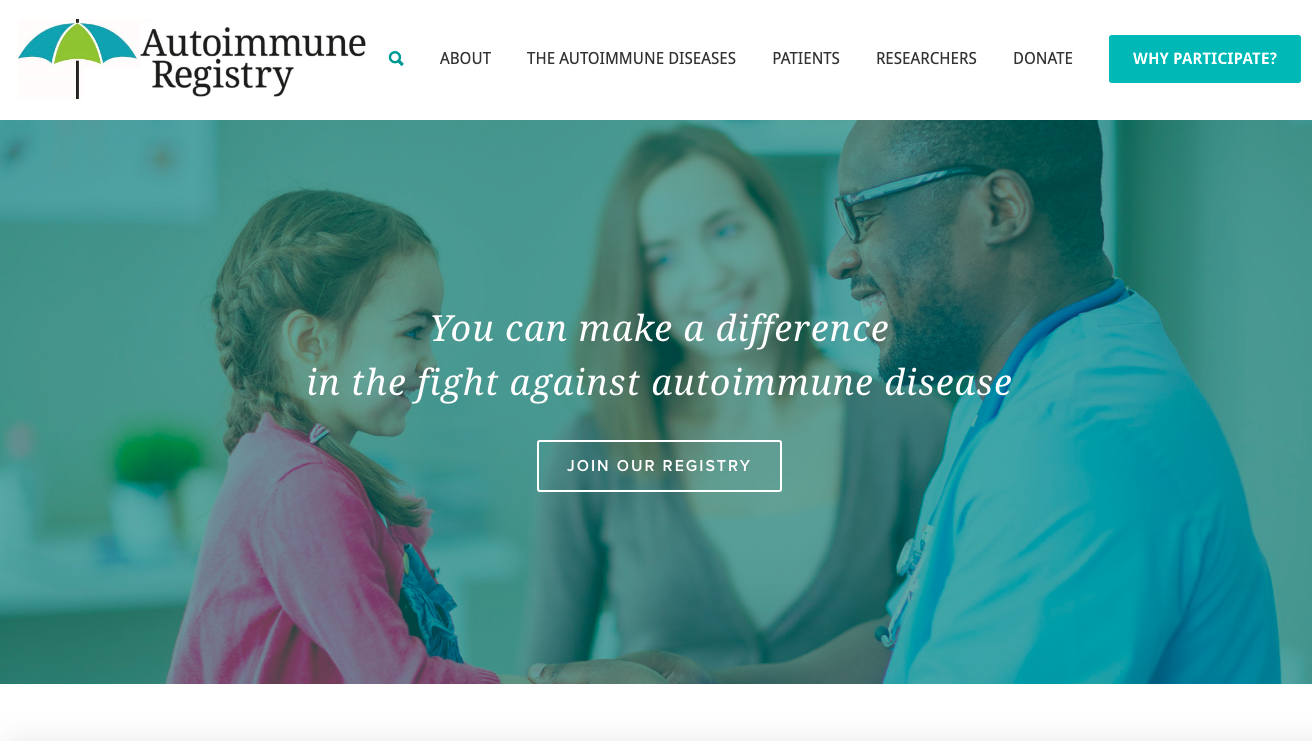 Autoimmune
Registry
ABOUT
THE AUTOIMMUNE DISEASES
PATIENTS
RESEARCHERS
DONATE
WHY PARTICIPATE?
You can make a difference
in the fight against autoimmune disease
JOIN OUR REGISTRY